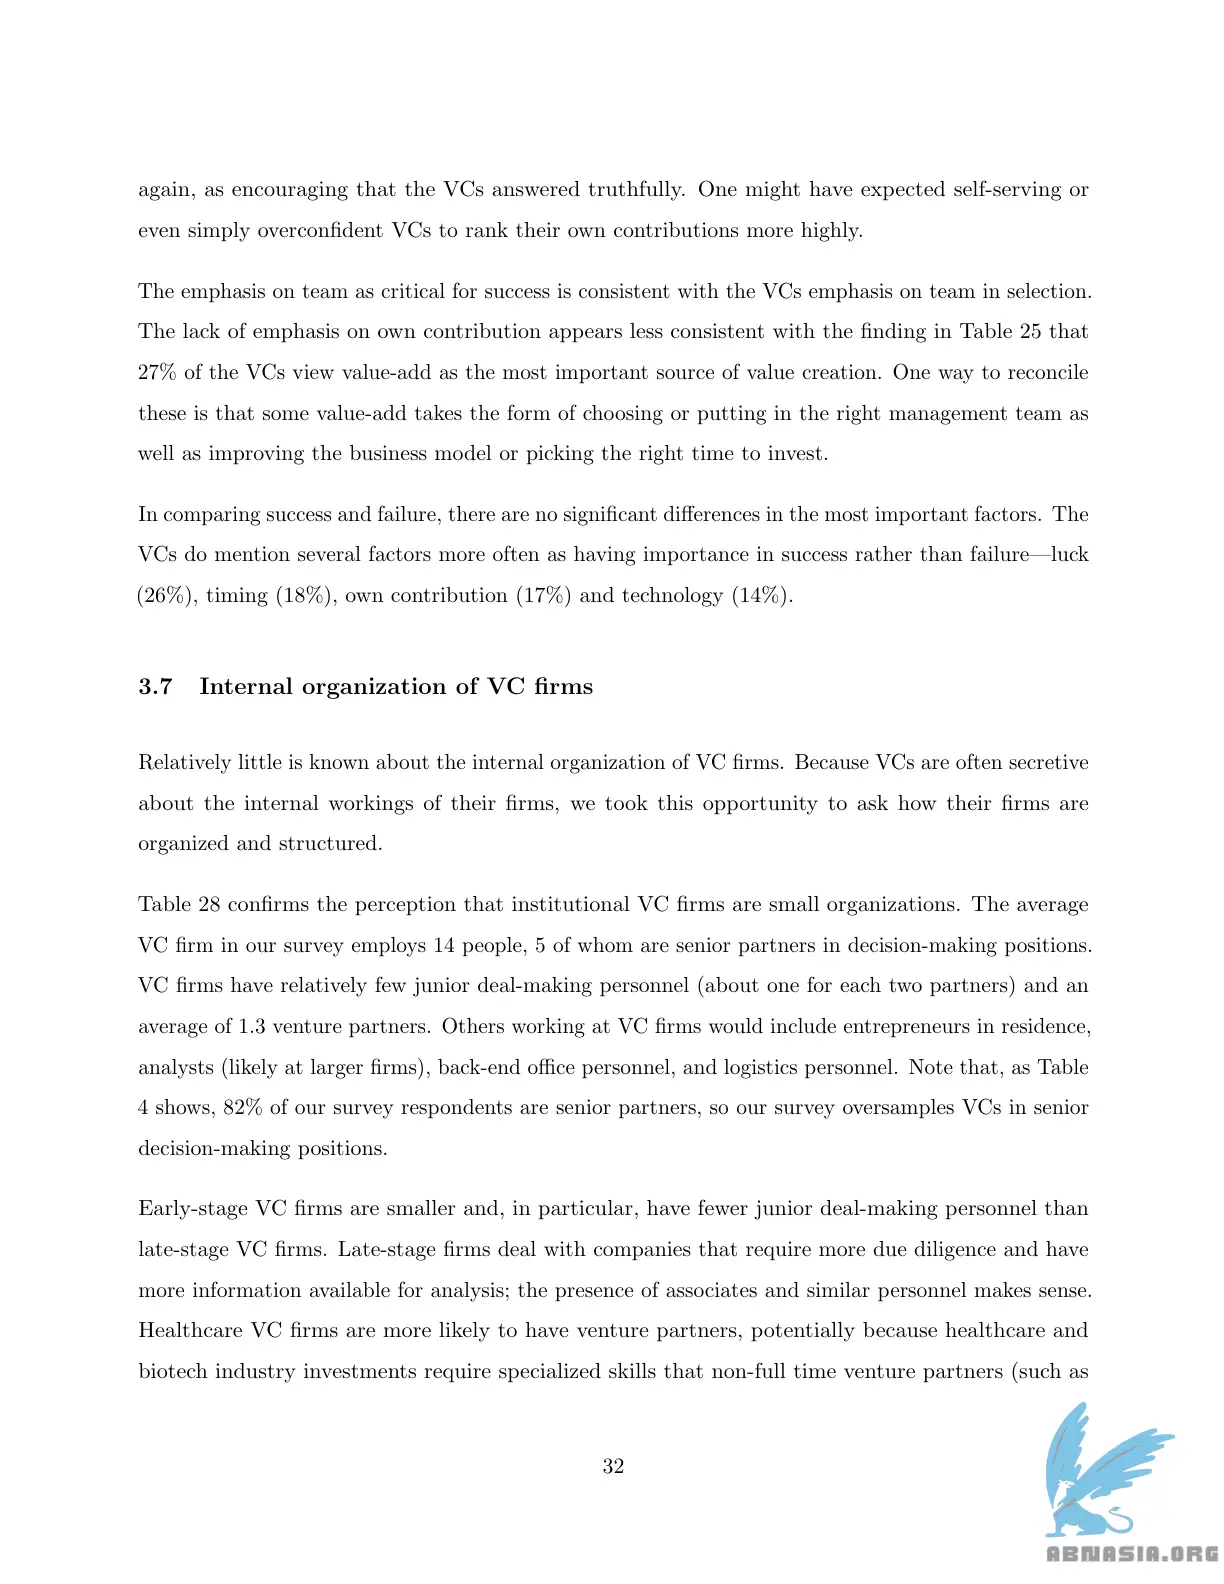 again, as encouraging that the VCs answered truthfully. One might have expected self-serving or
even simply overconfident VCs to rank their own contributions more highly.
The emphasis on team as critical for success is consistent with the VCs emphasis on team in selection.
The lack of emphasis on own contribution appears less consistent with the finding in Table 25 that
27% of the VCs view value-add as the most important source of value creation. One way to reconcile
these is that some value-add takes the form of choosing or putting in the right management team as
well as improving the business model or picking the right time to invest.
In comparing success and failure, there are no significant differences in the most important factors. The
VCs do mention several factors more often as having importance in success rather than failure—luck
(26%), timing (18%), own contribution (17%) and technology (14%).
3.7 Internal organization of VC firms
Relatively little is known about the internal organization of VC firms. Because VCs are often secretive
about the internal workings of their firms, we took this opportunity to ask how their firms are
organized and structured.
Table 28 confirms the perception that institutional VC firms are small organizations. The average
VC firm in our survey employs 14 people, 5 of whom are senior partners in decision-making positions.
VC firms have relatively few junior deal-making personnel (about one for each two partners) and an
average of 1.3 venture partners. Others working at VC firms would include entrepreneurs in residence,
analysts (likely at larger firms), back-end office personnel, and logistics personnel. Note that, as Table
4 shows, 82% of our survey respondents are senior partners, so our survey oversamples VCs in senior
decision-making positions.
Early-stage VC firms are smaller and, in particular, have fewer junior deal-making personnel than
late-stage VC firms. Late-stage firms deal with companies that require more due diligence and have
more information available for analysis; the presence of associates and similar personnel makes sense.
Healthcare VC firms are more likely to have venture partners, potentially because healthcare and
biotech industry investments require specialized skills that non-full time venture partners (such as
32
ABNASIA.ORG